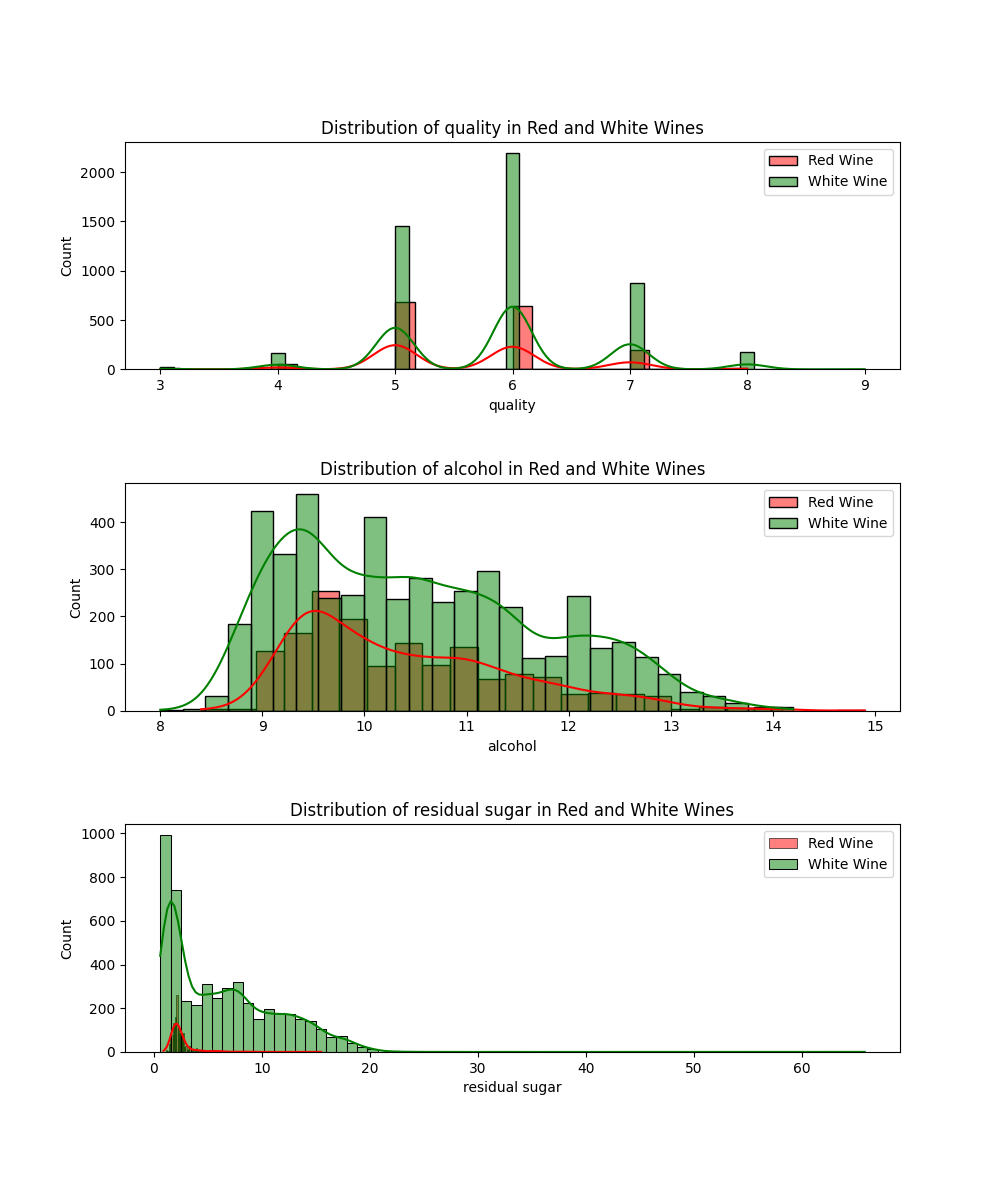 Distribution of quality in Red and White Wines
Red Wine
White Wine
2000
1500
1000
500
0
Count
3 4 5 6 7 8 9
quality
Distribution of alcohol in Red and White Wines
Red Wine
White Wine
400
300
200
100
0
Count
8 9 10 11 12 13 14 15
alcohol
Distribution of residual sugar in Red and White Wines
Red Wine
White Wine
1000
800
600
400
200
0
Count
0 10 20 30 40 50 60
residual sugar